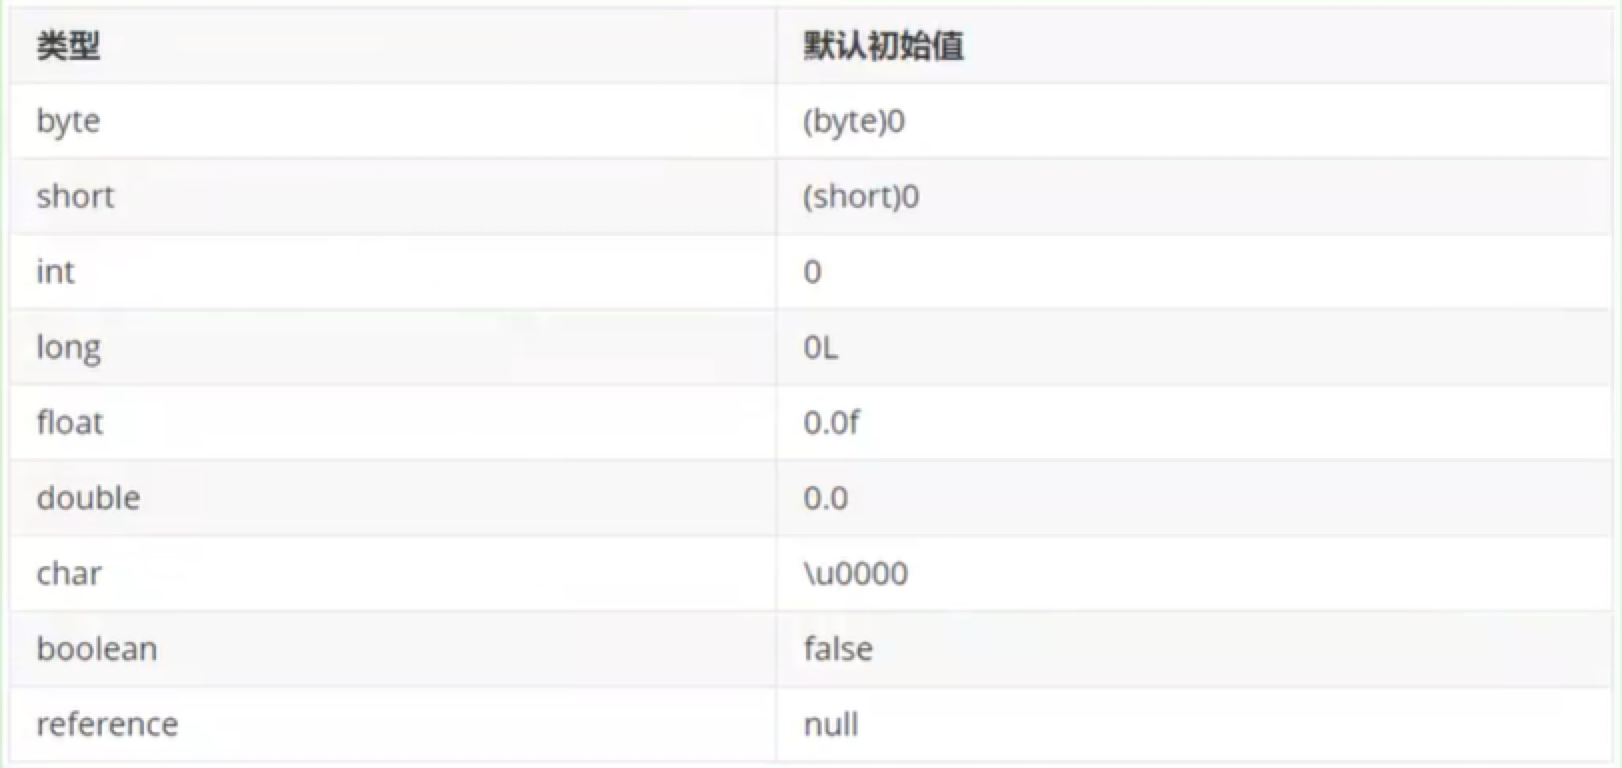 类型 默认初始值
byte (byte)0
short (short)0
int 0
long 0L
float 0.0f
double 0.0
char \u0000
boolean false
reference null